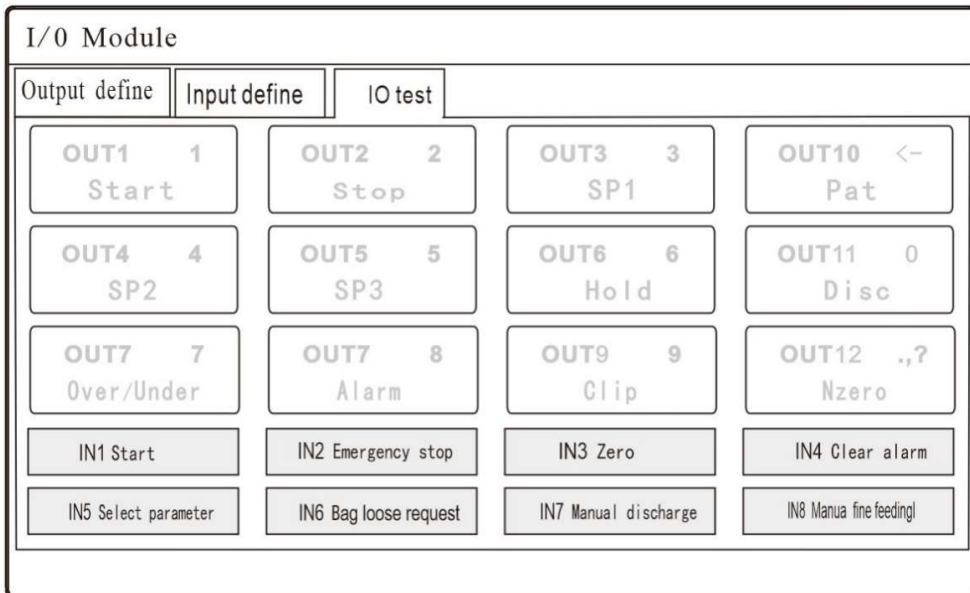 I/0 Module
Output define Input define IO test
OUT1 1 OUT2 2 OUT3 3 OUT10 <-
Start Stop SP1 Pat
OUT4 4 OUT5 5 OUT6 6 OUT11 0
SP2 SP3 Hold Disc
OUT7 7 OUT7 8 OUT9 9 OUT12 .,?
Over/Under Alarm Clip Nzero
IN1 Start IN2 Emergency stop IN3 Zero IN4 Clear alarm
IN5 Select parameter IN6 Bag loose request IN7 Manual discharge IN8 Manua fine feedingl